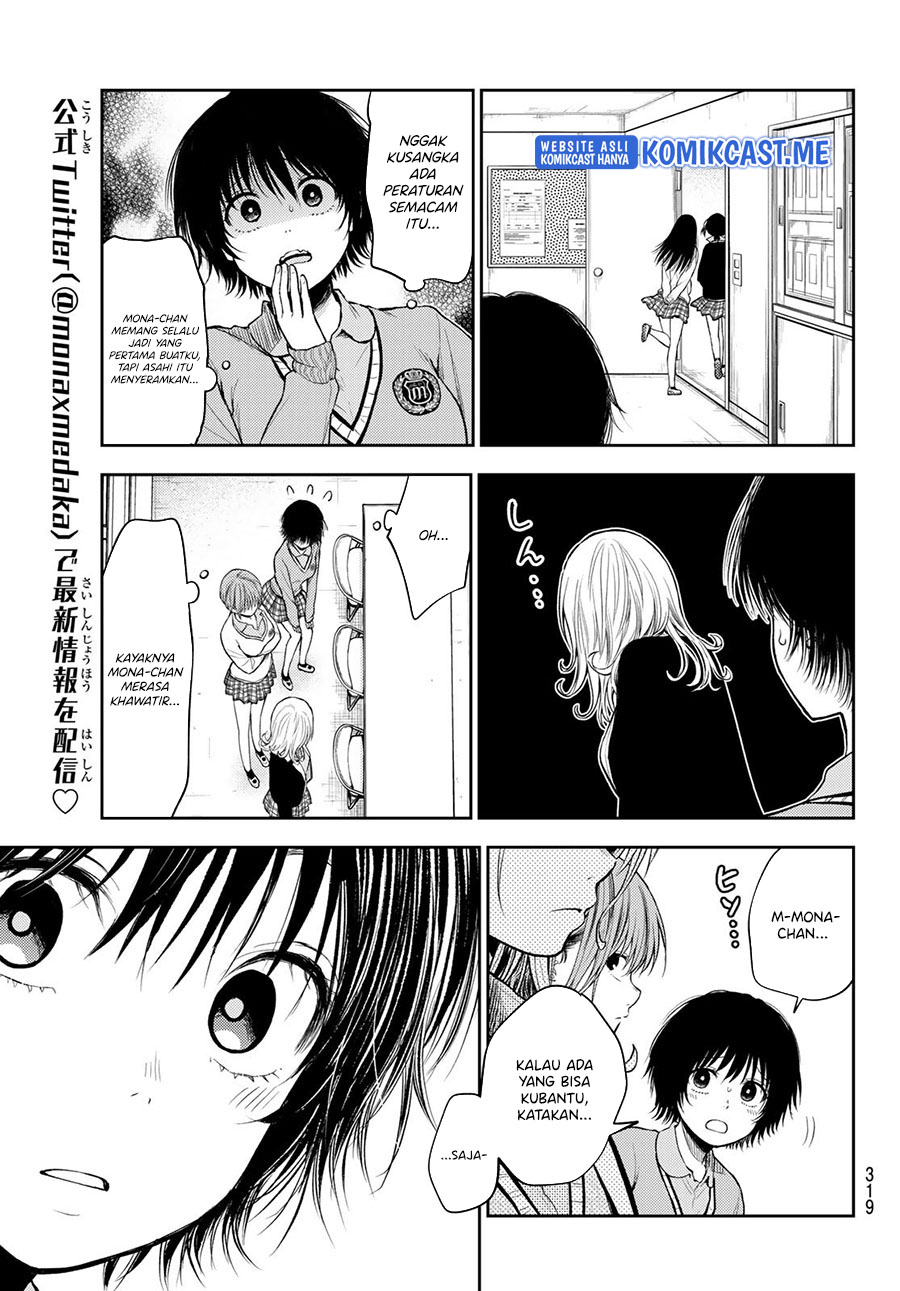 WEBSITE ASLI
KOMIKCAST HANYA
KOMIKCAST.ME
NGGAK
KUSANGKA
ADA
PERATURAN
SEMACAM
ITU...
MONA-CHAN
MEMANG SELALU
JADI YANG
PERTAMA BUATKU,
TAPI ASAHI ITU
MENYERAMKAN...
しん…
OH...
KAYAKNYA
MONA-CHAN
MERASA
KHAWATIR...
M-MONA-
CHAN...
ヒソ…
KALAU ADA
YANG BISA
KUBANTU,
KATAKAN...
...SAJA-
公式Twitter(@monaxmedaka)で最新情報を配信♡
こうしき
さいしんじょうほう
はいしん
319